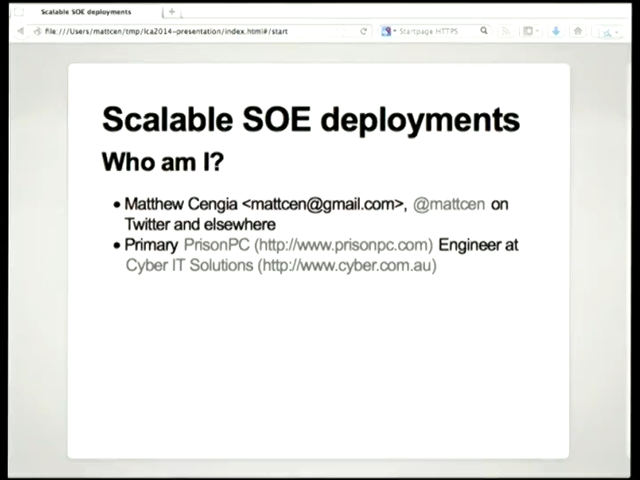 Scalable SOE deployments
file:///Users/mattcen/tmp/lca2014-presentation/index.html#/start
Startpage HTTPS
Scalable SOE deployments
Who am I?
• Matthew Cengia <mattcen@gmail.com>, @mattcen on
Twitter and elsewhere
• Primary PrisonPC (http://www.prisonpc.com) Engineer at
Cyber IT Solutions (http://www.cyber.com.au)